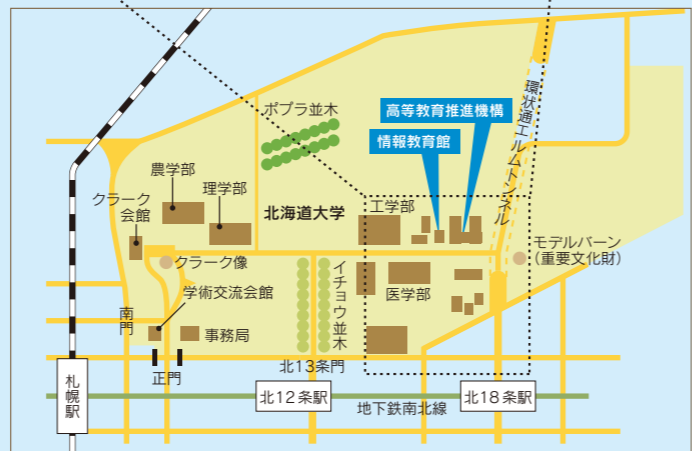 環状通エルムトンネル
高等教育推進機構
情報教育館
ポプラ並木
農学部
理学部
クラーク
会館
北海道大学
工学部
モデルバーン
(重要文化財)
クラーク像
学術交流会館
イチョウ並木
医学部
南門
事務局
正門
北13条門
札幌駅
北12条駅
地下鉄南北線
北18条駅